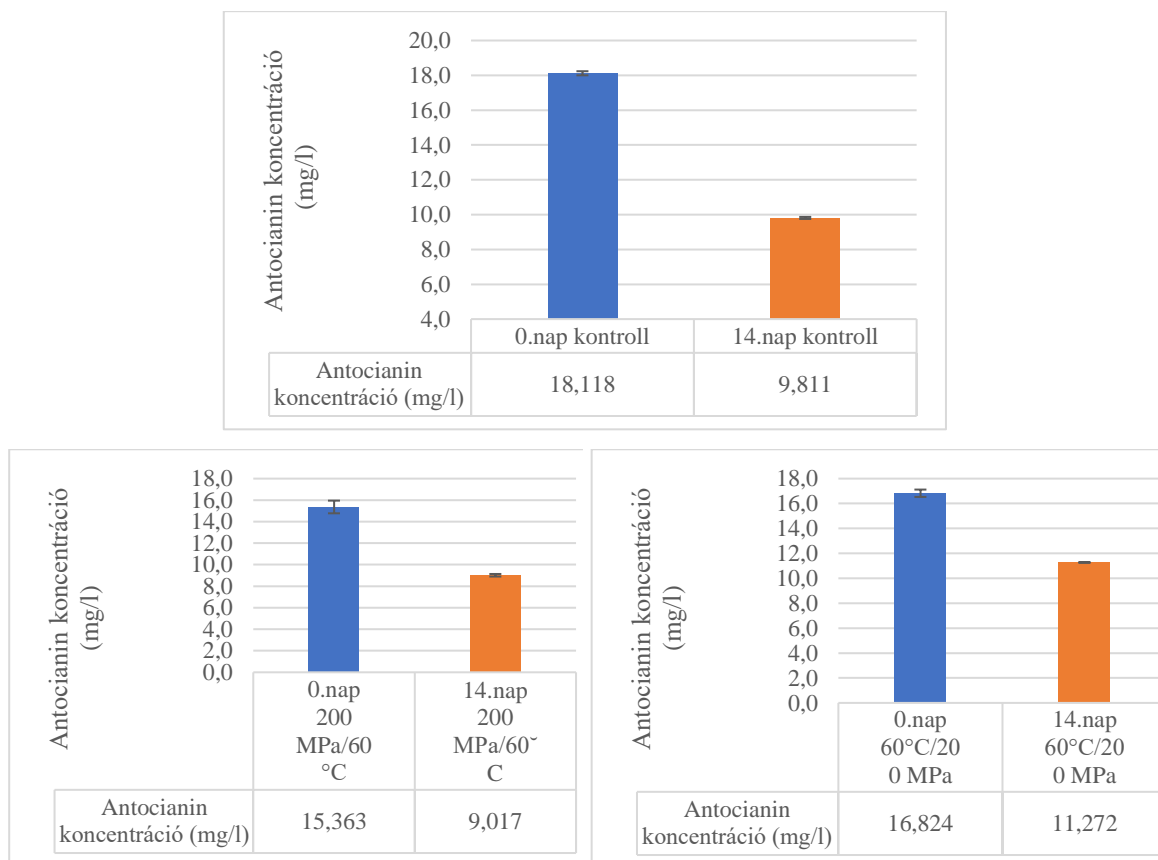 Antocianin koncentráció
(mg/l)
20,0
18,0
16,0
14,0
12,0
10,0
8,0
6,0
4,0
0.nap kontroll 14.nap kontroll
Antocianin
koncentráció (mg/l)
18,118 9,811
Antocianin koncentráció
(mg/l)
18,0
16,0
14,0
12,0
10,0
8,0
6,0
4,0
2,0
0,0
0.nap
200
MPa/60
°C
14.nap
200
MPa/60˘
C
Antocianin
koncentráció (mg/l)
15,363 9,017
Antocianin koncentráció
(mg/l)
18,0
16,0
14,0
12,0
10,0
8,0
6,0
4,0
2,0
0,0
0.nap
60°C/20
0 MPa
14.nap
60°C/20
0 MPa
Antocianin
koncentráció (mg/l)
16,824 11,272